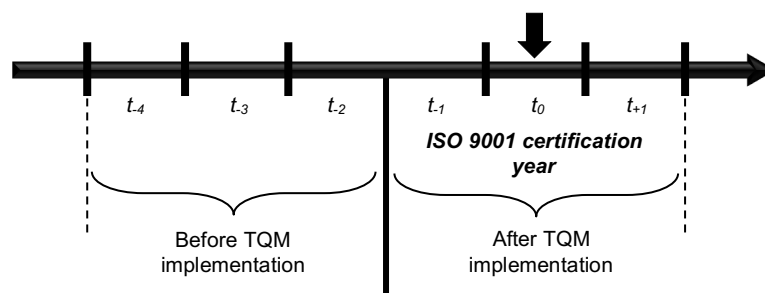 t-4 t-3 t-2 t-1 t0 t+1
ISO 9001 certification
year
Before TQM
implementation
After TQM
implementation